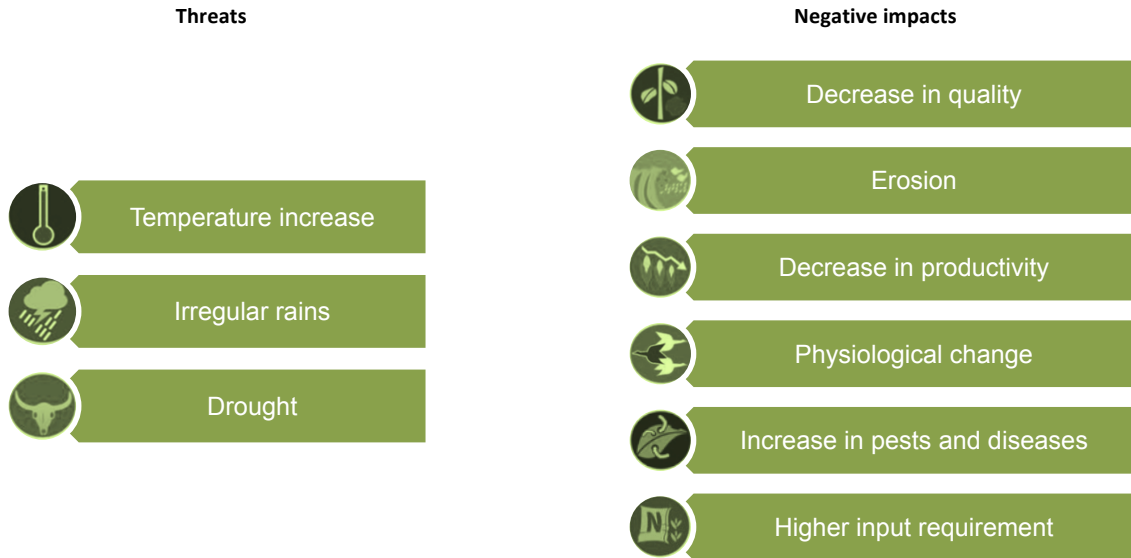 Threats
Negative impacts
Temperature increase
Irregular rains
Drought
Decrease in quality
Erosion
Decrease in productivity
Physiological change
Increase in pests and diseases
N
Higher input requirement